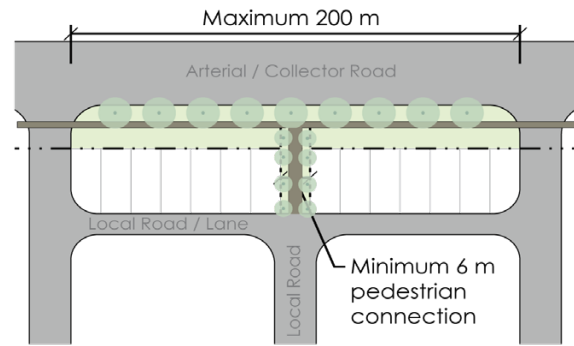 Maximum 200 m
Arterial / Collector Road
Local Road / Lane
Local Road
Minimum 6 m
pedestrian
connection